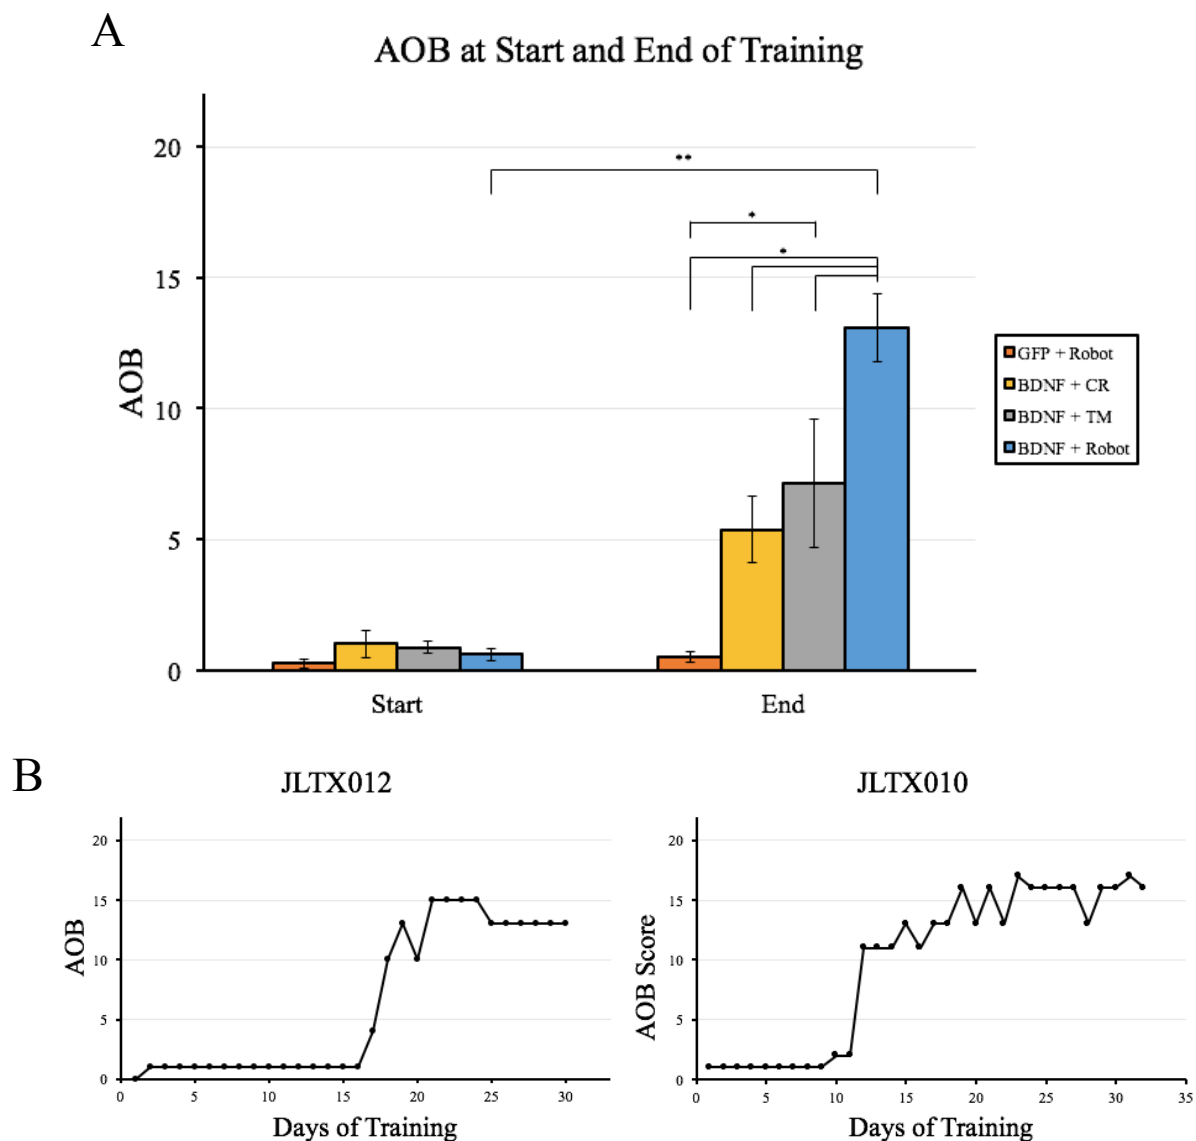 A
AOB at Start and End of Training
20
15
10
5
0
AOB
**
*
*
Start
End
GFP + Robot
BDNF + CR
BDNF + TM
BDNF + Robot
B
JLTX012
20
15
10
5
0
AOB
0 5 10 15 20 25 30
Days of Training
JLTX010
20
15
10
5
0
AOB Score
0 5 10 15 20 25 30 35
Days of Training